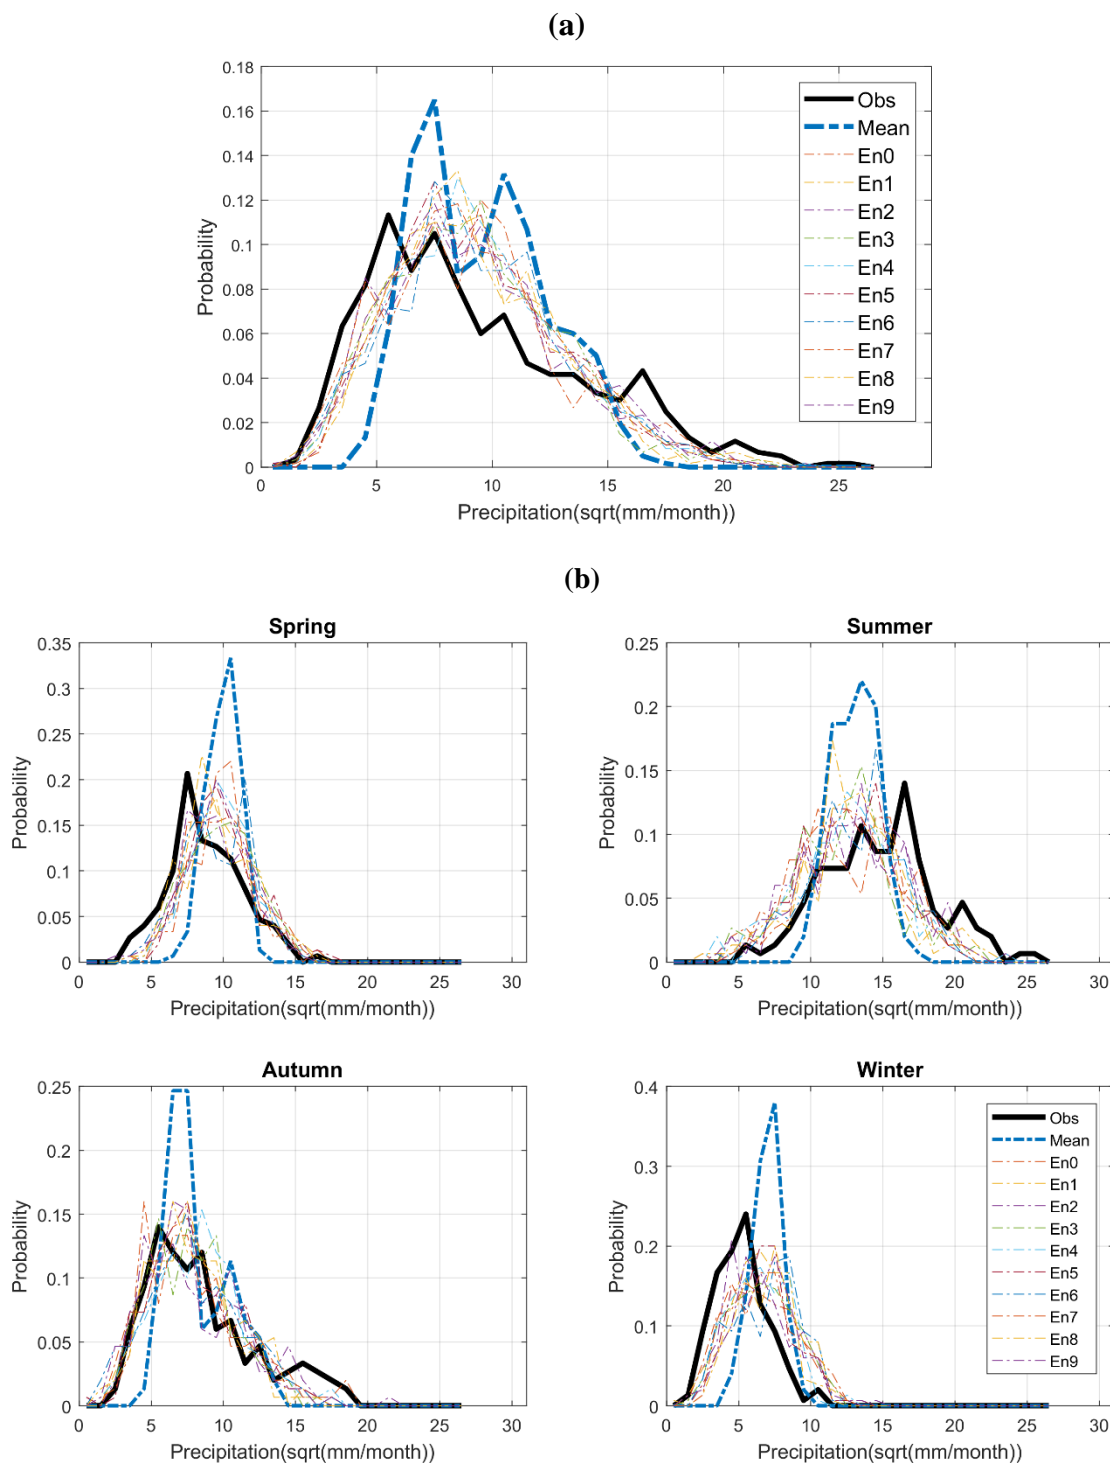 (a)
0.18
0.16
0.14
0.12
0.1
0.08
0.06
0.04
0.02
0
Probability
0 5 10 15 20 25
Precipitation(sqrt(mm/month))
Obs
Mean
En0
En1
En2
En3
En4
En5
En6
En7
En8
En9
(b)
Spring
0.35
0.3
0.25
0.2
0.15
0.1
0.05
0
Probability
0 5 10 15 20 25 30
Precipitation(sqrt(mm/month))
Summer
0.25
0.2
0.15
0.1
0.05
0
Probability
0 5 10 15 20 25 30
Precipitation(sqrt(mm/month))
Autumn
0.25
0.2
0.15
0.1
0.05
0
Probability
0 5 10 15 20 25 30
Precipitation(sqrt(mm/month))
Winter
0.4
0.3
0.2
0.1
0
Probability
0 5 10 15 20 25 30
Precipitation(sqrt(mm/month))
Obs
Mean
En0
En1
En2
En3
En4
En5
En6
En7
En8
En9